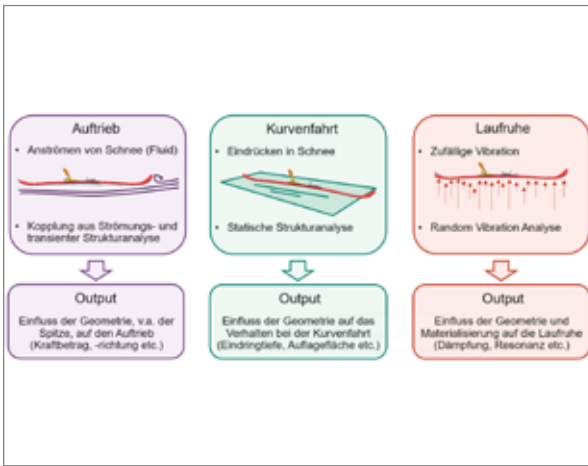 Auftrieb
• Anströmen von Schnee (Fluid)
• Kopplung aus Strömungs- und
transienter Strukturanalyse
Output
Einfluss der Geometrie, v.a. der
Spitze, auf den Auftrieb
(Kraftbetrag, -richtung etc.)
Kurvenfahrt
• Eindrücken in Schnee
• Statische Strukturanalyse
Output
Einfluss der Geometrie auf das
Verhalten bei der Kurvenfahrt
(Eindringtiefe, Auflagefläche etc.)
Laufruhe
• Zufällige Vibration
• Random Vibration Analyse
Output
Einfluss der Geometrie und
Materialisierung auf die Laufruhe
(Dämpfung, Resonanz etc.)